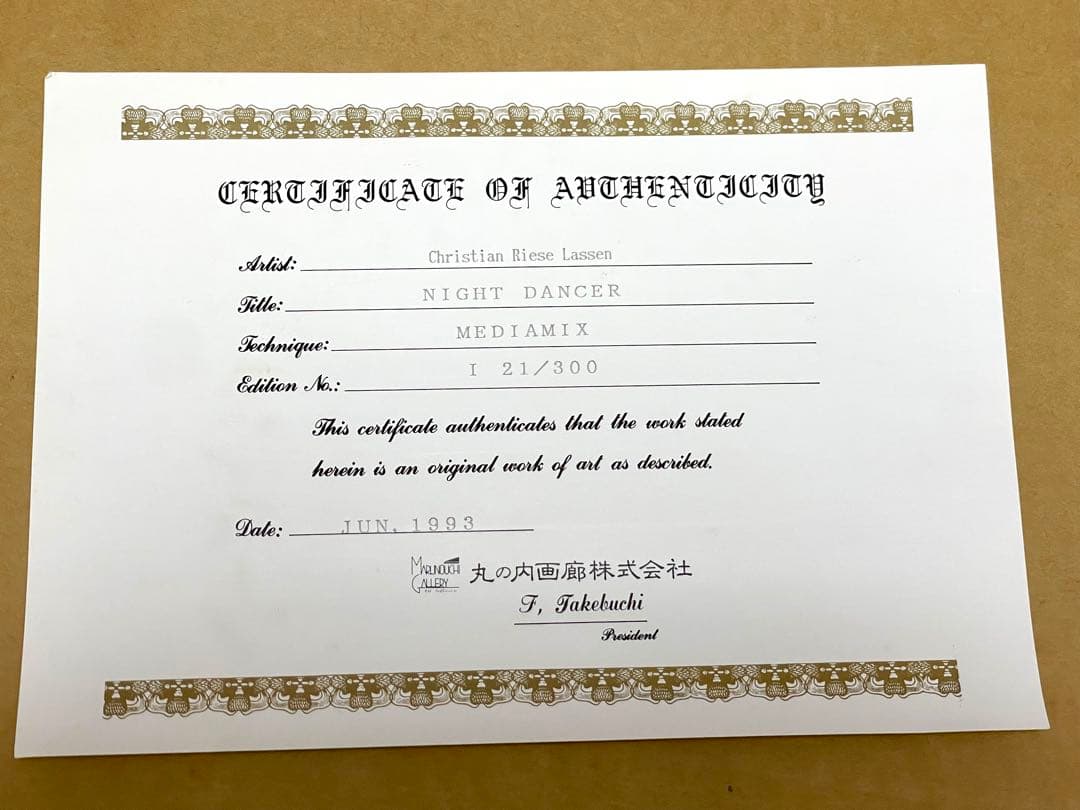 CERTIFICATE OF AUTHENTICITY
Artist: Christian Riese Lassen
Title: NIGHT DANCER
Technique: MEDIAMIX
Edition No.: I 21/300
This certificate authenticates that the work stated
herein is an original work of art as described.
Date: JUN, 1993
MARUNOUCHI GALLERY 丸の内画廊株式会社
F, Takebuchi
President